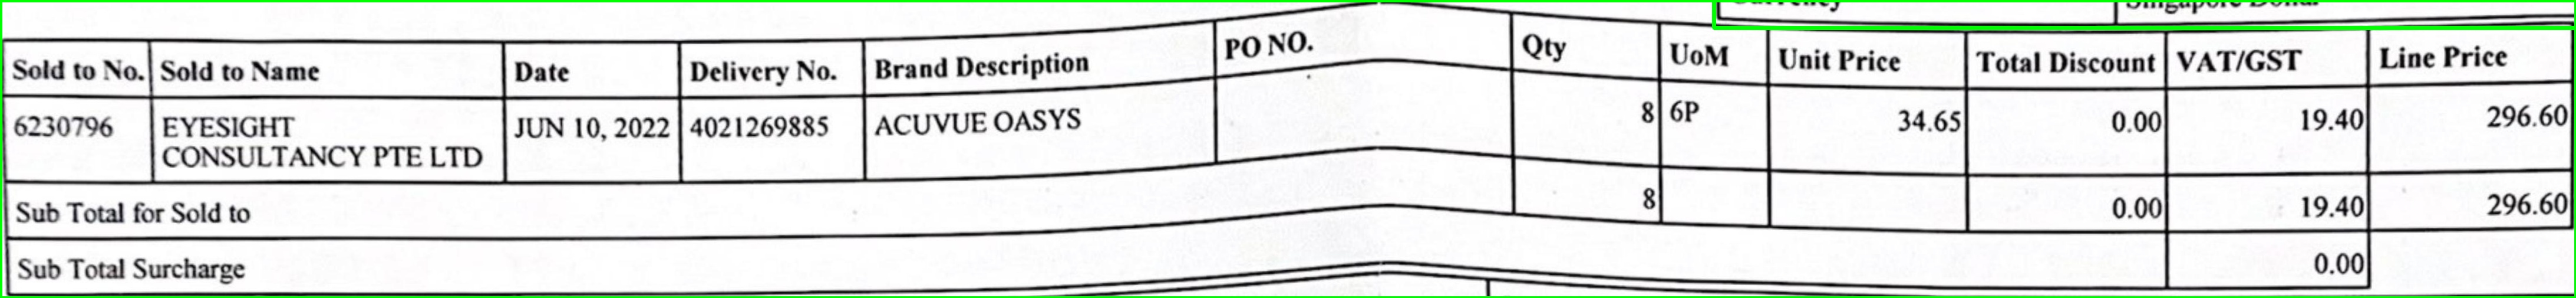 Sold to No. Sold to Name Date Delivery No. Brand Description PO NO. Qty UoM Unit Price Total Discount VAT/GST Line Price
6230796 EYESIGHT JUN 10, 2022 4021269885 ACUVUE OASYS 8 6P 34.65 0.00 19.40 296.60
CONSULTANCY PTE LTD
Sub Total for Sold to 8 0.00 19.40 296.60
Sub Total Surcharge 0.00